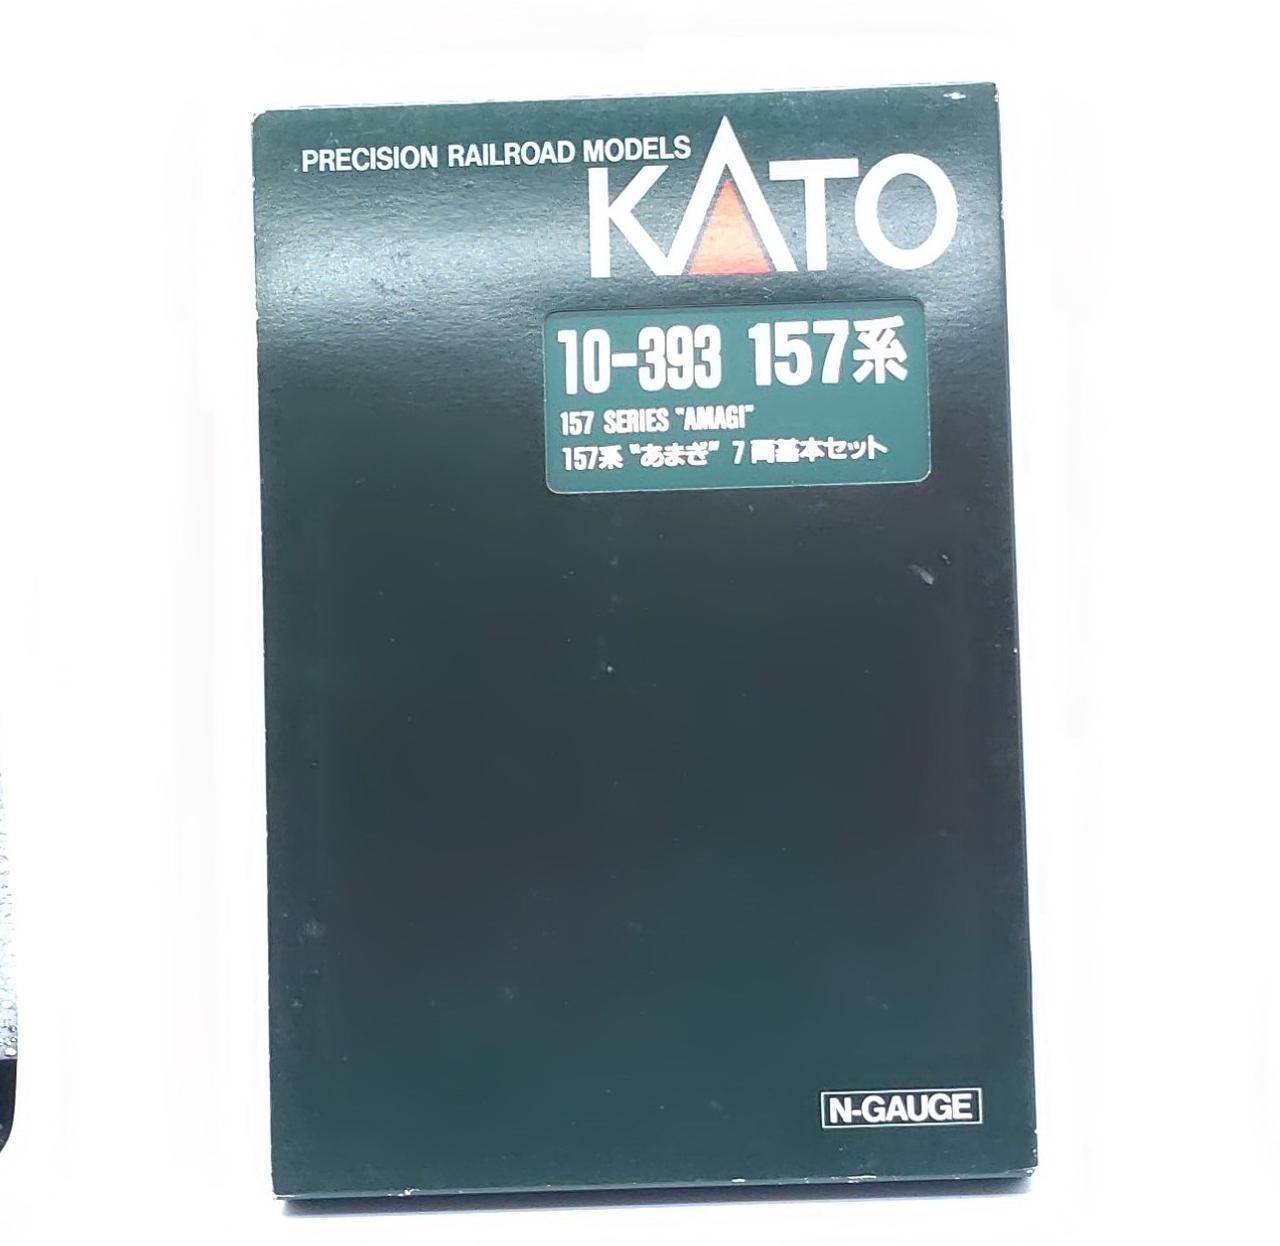 PRECISION RAILROAD MODELS
KATO
10-393 157系
157 SERIES "AMAGI"
157系 "あまぎ" 7両基本セット
N-GAUGE